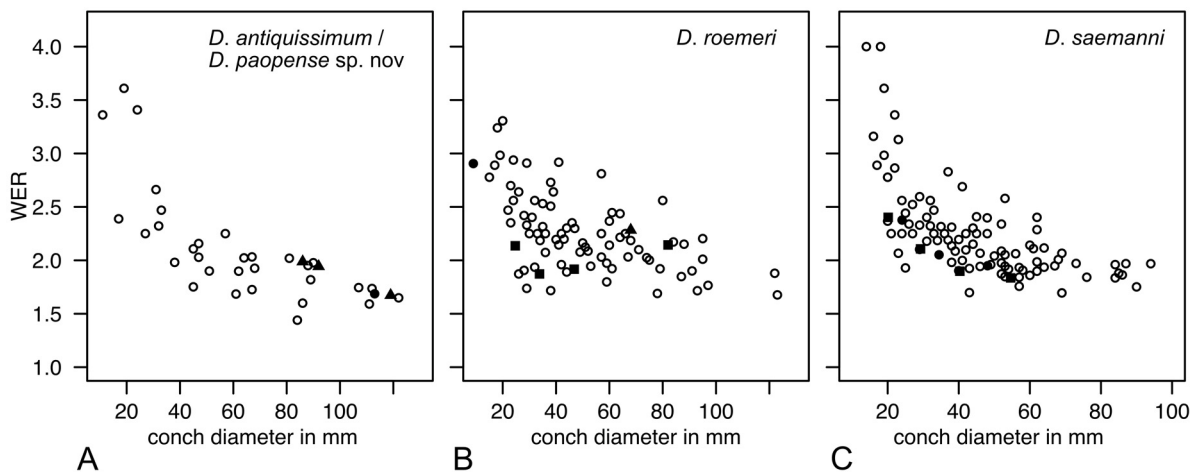 D. antiquissimum /
D. paopense sp. nov
D. roemeri
D. saemanni
WER
4.0
3.5
3.0
2.5
2.0
1.5
1.0
20 40 60 80 100
20 40 60 80 100
20 40 60 80 100
conch diameter in mm
conch diameter in mm
conch diameter in mm
A
B
C